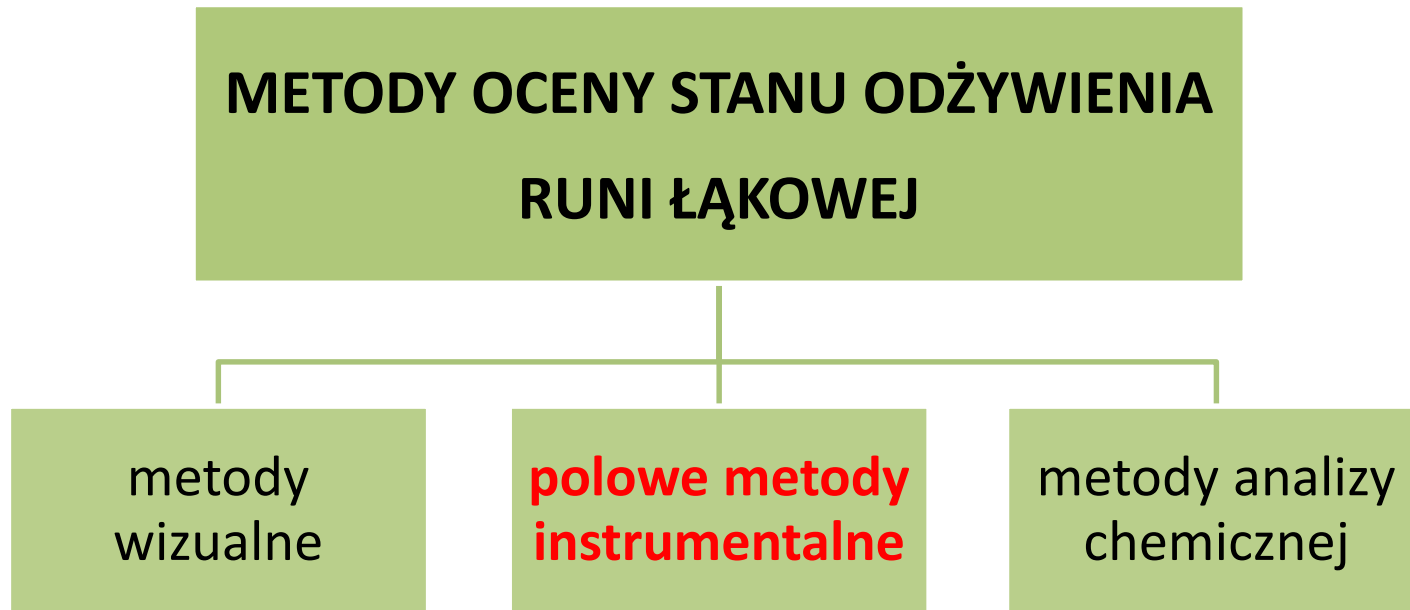 METODY OCENY STANU ODŻYWIENIA
RUNI ŁĄKOWEJ
metody
wizualne
polowe metody
instrumentalne
metody analizy
chemicznej